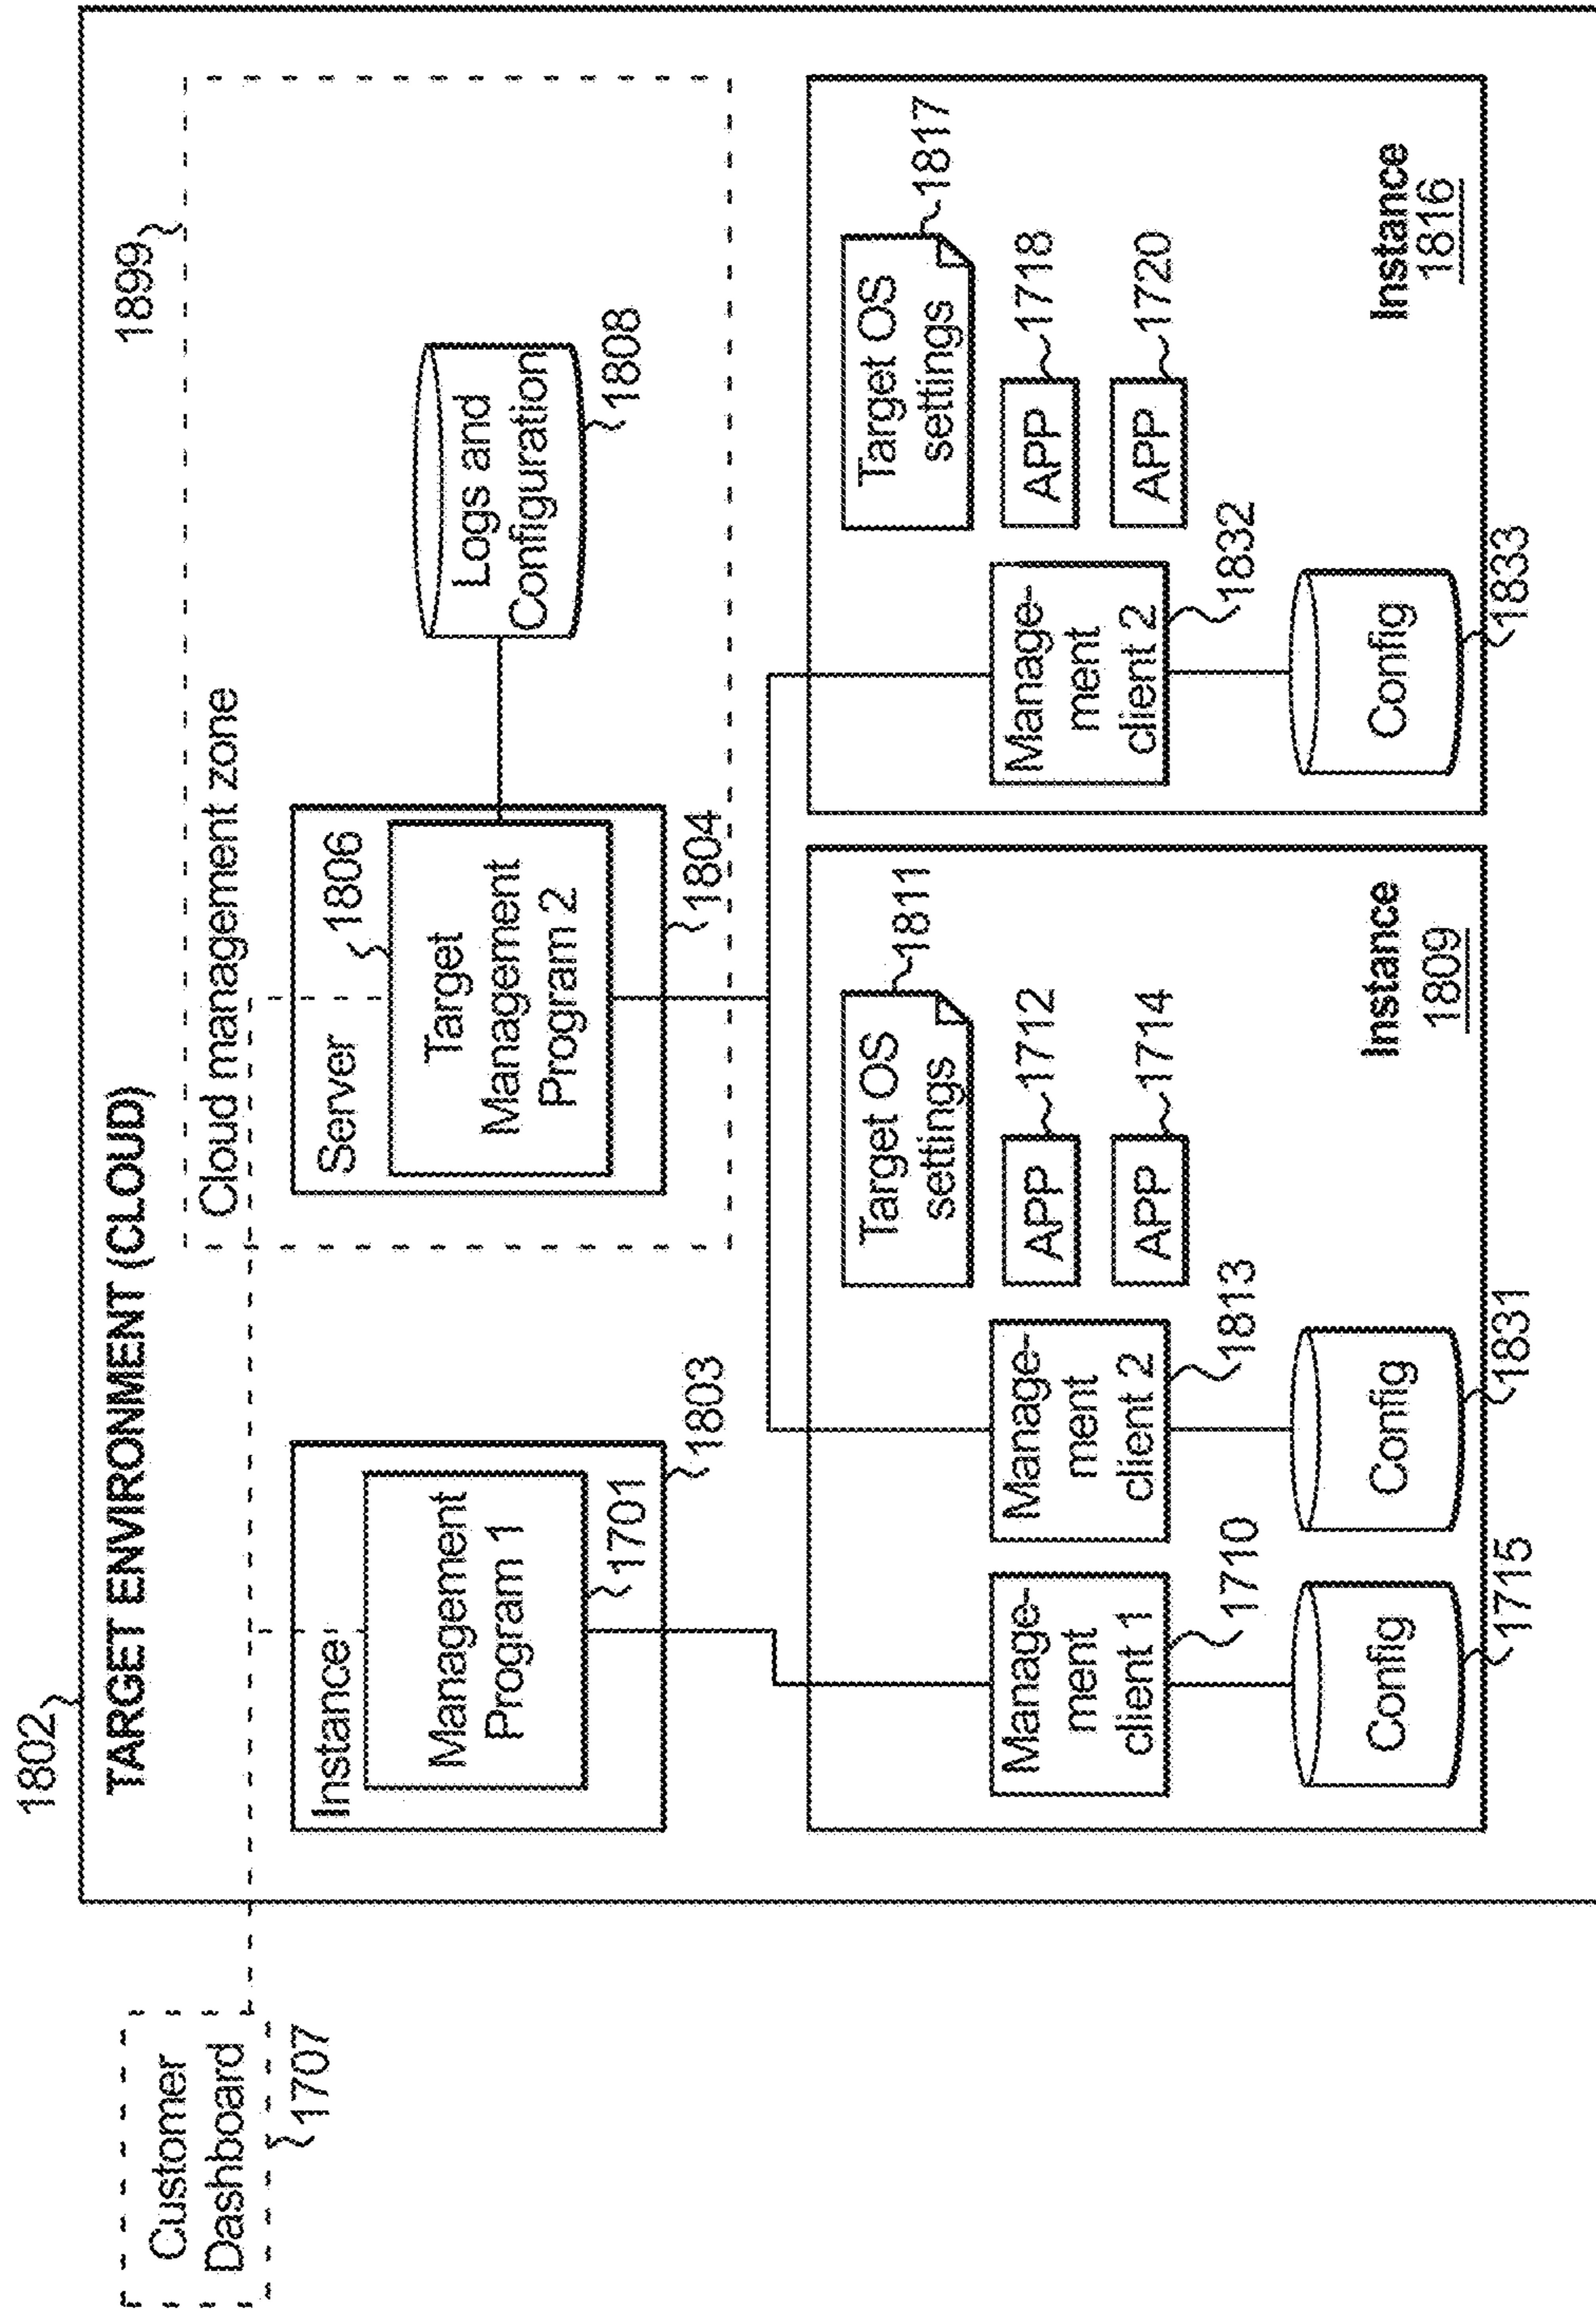 1802
TARGET ENVIRONMENT (CLOUD)
1899
Customer
Dashboard
1707
Cloud management zone
Instance
Management
Program 1
1701
1803
Server
1806
Target
Management
Program 2
1804
Logs and
Configuration
1808
Target OS
settings
1811
APP
1712
APP
1714
Manage-
ment
client 1
1710
Manage-
ment
client 2
1813
Config
1715
Config
1831
Instance
1809
Target OS
settings
1817
APP
1718
APP
1720
Manage-
ment
client 2
1832
Config
1833
Instance
1816